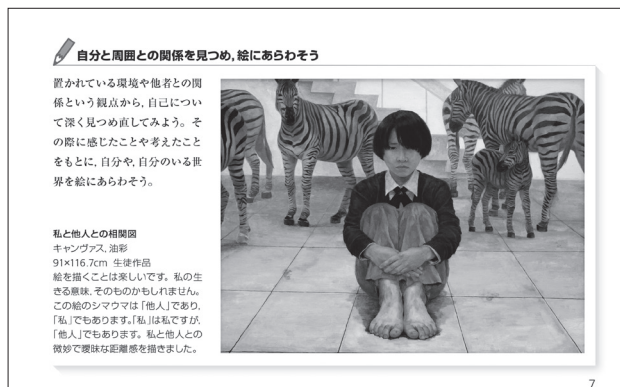 自分と周囲との関係を見つめ，絵にあらわそう
置かれている環境や他者との関
係という観点から，自己につい
て深く見つめ直してみよう。そ
の際に感じたことや考えたこと
をもとに，自分や，自分のいる世
界を絵にあらわそう。
私と他人との相関図
キャンヴァス，油彩
91×116.7cm 生徒作品
絵を描くことは楽しいです。私の生
きる意味，そのものかもしれません。
この絵のシマウマは「他人」であり，
「私」でもあります。「私」は私ですが，
「他人」でもあります。私と他人との
微妙で曖昧な距離感を描きました。
7